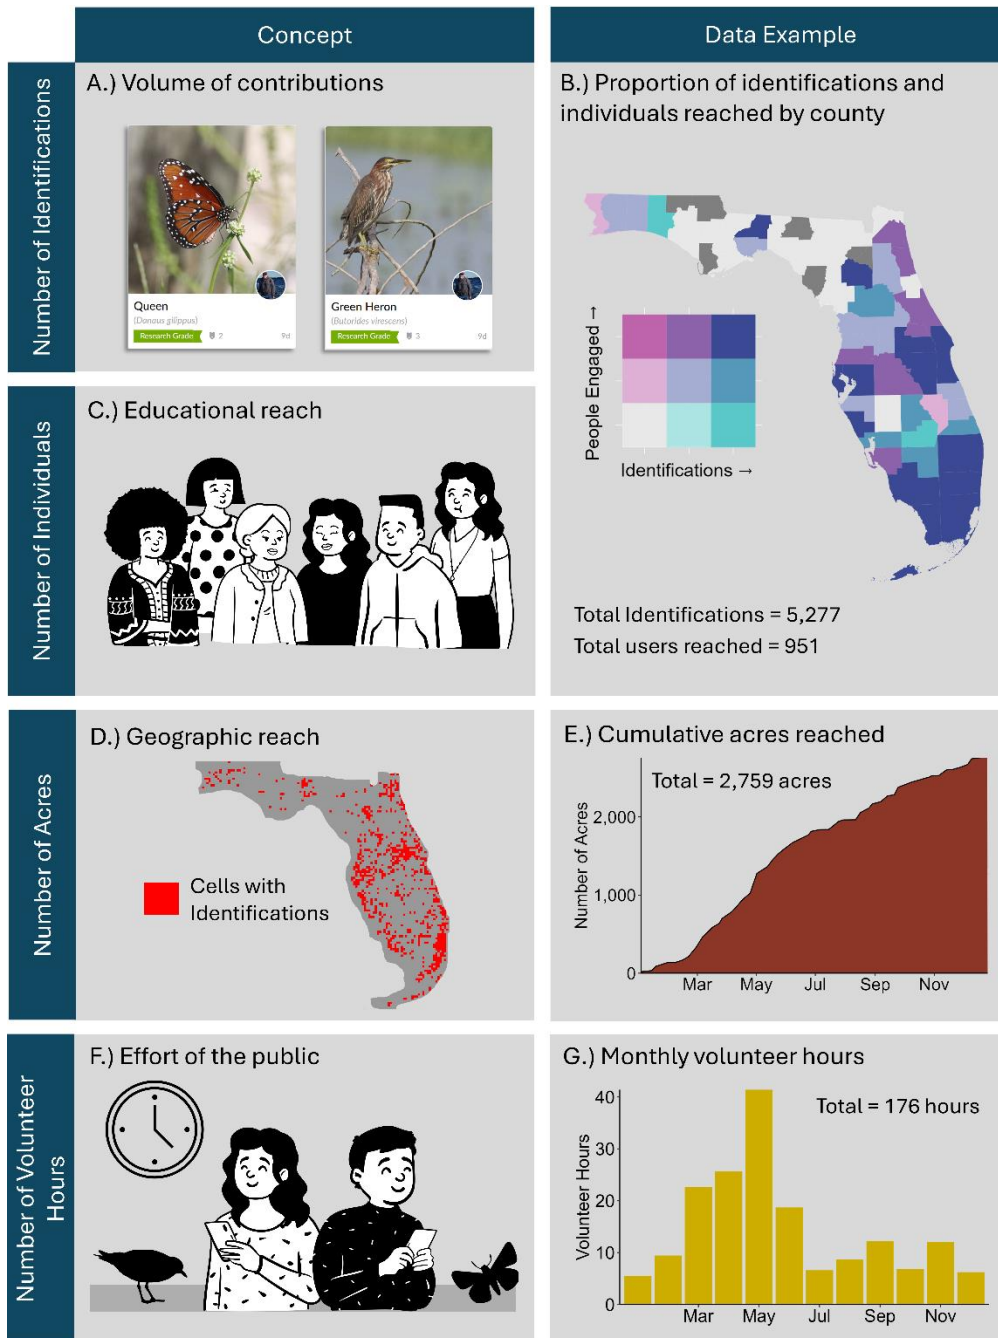 Concept
Data Example
Number of Identifications
A.) Volume of contributions
Queen
(Danaus gilippus)
Research Grade
2
9d
Green Heron
(Butorides virescens)
Research Grade
3
9d
B.) Proportion of identifications and
individuals reached by county
People Engaged →
Identifications →
Total Identifications = 5,277
Total users reached = 951
Number of Individuals
C.) Educational reach
Number of Acres
D.) Geographic reach
Cells with
Identifications
E.) Cumulative acres reached
Total = 2,759 acres
Number of Acres
2,000
1,000
0
Mar May Jul Sep Nov
Number of Volunteer
Hours
F.) Effort of the public
G.) Monthly volunteer hours
Total = 176 hours
Volunteer Hours
40
30
20
10
0
Mar May Jul Sep Nov